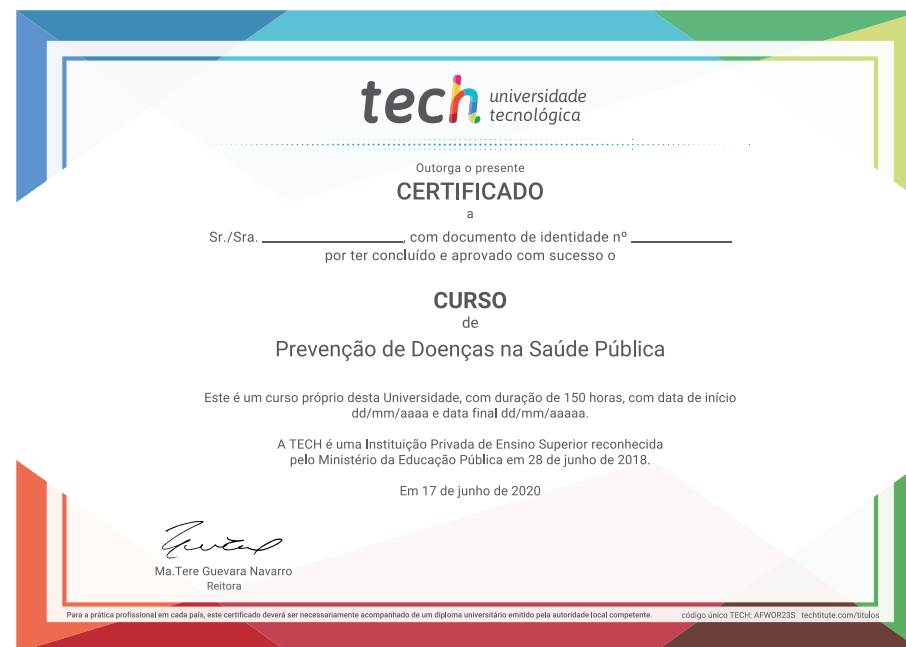 tech universidade
tecnológica
Outorga o presente
CERTIFICADO
a
Sr./Sra. ____________________, com documento de identidade nº ______________
por ter concluído e aprovado com sucesso o
CURSO
de
Prevenção de Doenças na Saúde Pública
Este é um curso próprio desta Universidade, com duração de 150 horas, com data de início
dd/mm/aaaa e data final dd/mm/aaaaa.
A TECH é uma Instituição Privada de Ensino Superior reconhecida
pelo Ministério da Educação Pública em 28 de junho de 2018.
Em 17 de junho de 2020
Ma.Tere Guevara Navarro
Reitora
Para a prática profissional em cada país, este certificado deverá ser necessariamente acompanhado de um diploma universitário emitido pela autoridade local competente. código único TECH: AFWOR23S techtitute.com/titulos